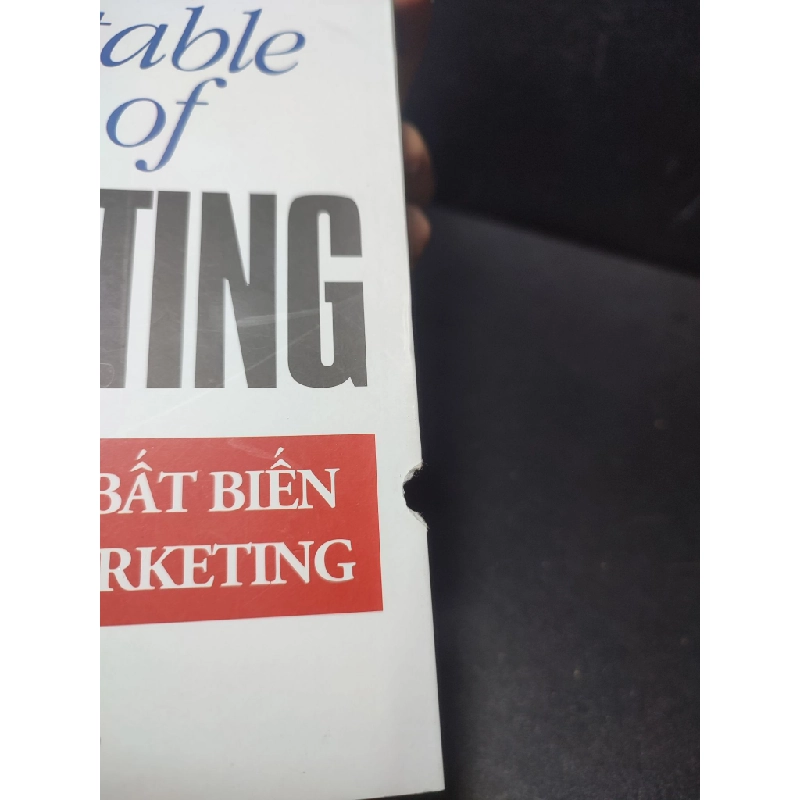 table
of
TING
BẤT BIẾN
RKETING